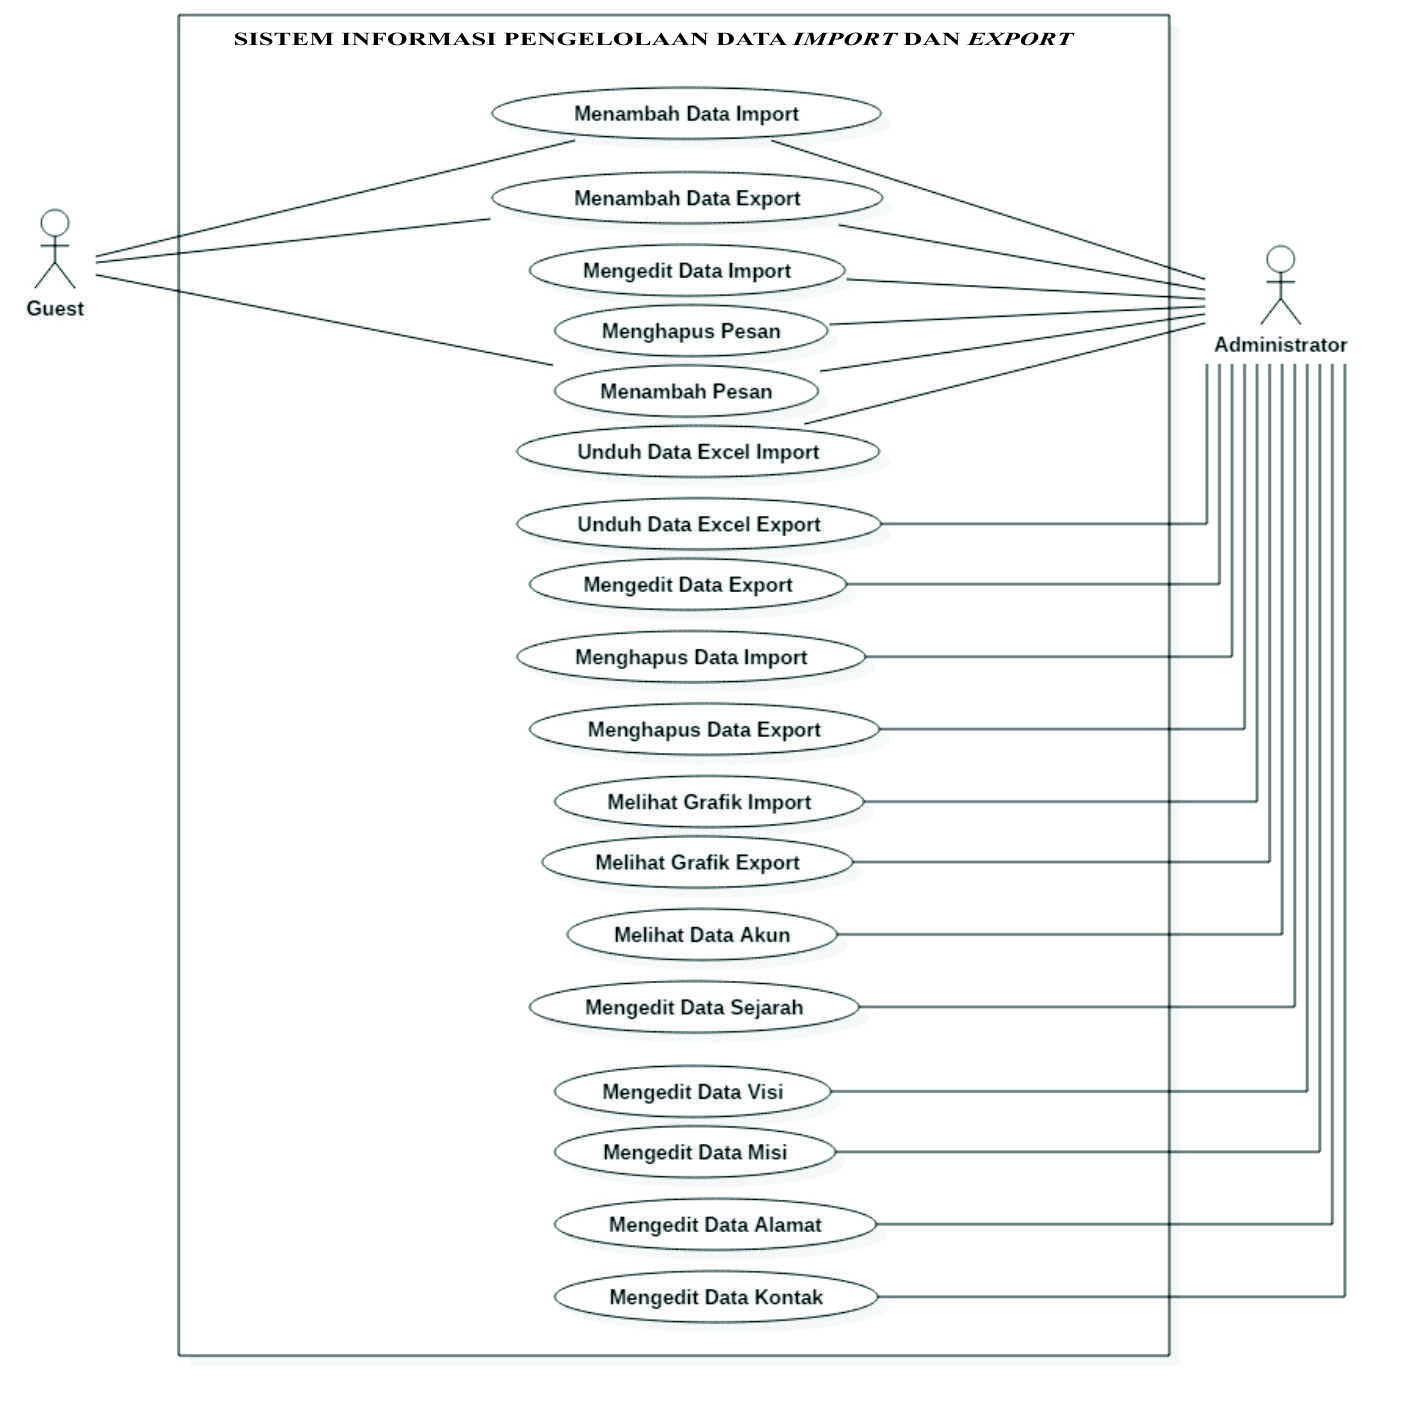 SISTEM INFORMASI PENGELOLAAN DATA IMPORT DAN EXPORT
Menambah Data Import
Menambah Data Export
Mengedit Data Import
Guest
Menghapus Pesan
Administrator
Menambah Pesan
Unduh Data Excel Import
Unduh Data Excel Export
Mengedit Data Export
Menghapus Data Import
Menghapus Data Export
Melihat Grafik Import
Melihat Grafik Export
Melihat Data Akun
Mengedit Data Sejarah
Mengedit Data Visi
Mengedit Data Misi
Mengedit Data Alamat
Mengedit Data Kontak